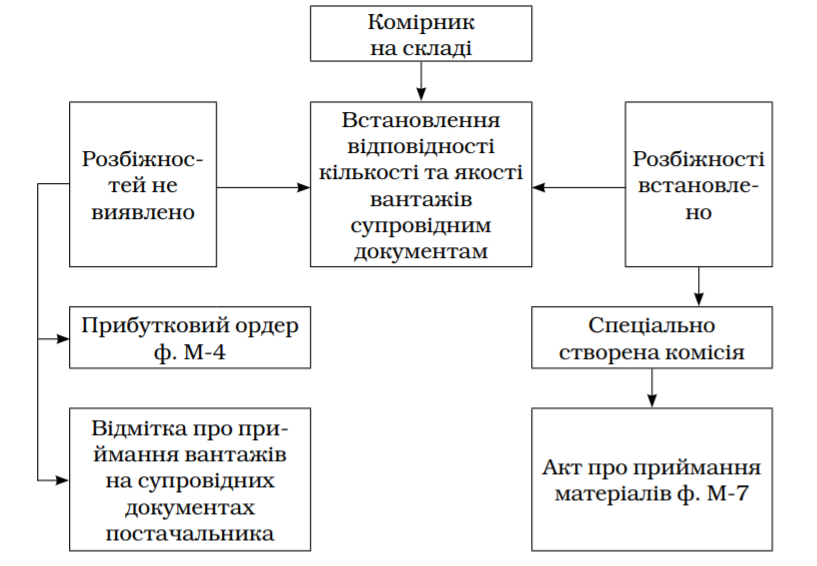 Комірник
на складі
Розбіжнос-
тей не
виявлено
Встановлення
відповідності
кількості та якості
вантажів
супровідним
документам
Розбіжності
встановле-
но
Прибутковий ордер
ф. М-4
Спеціально
створена комісія
Відмітка про при-
ймання вантажів
на супровідних
документах
постачальника
Акт про приймання
матеріалів ф. М-7